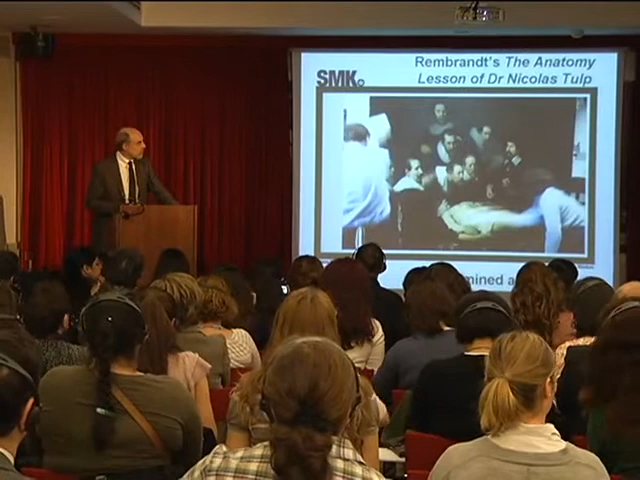 SMK
Rembrandt's The Anatomy
Lesson of Dr Nicolas Tulp
mined a